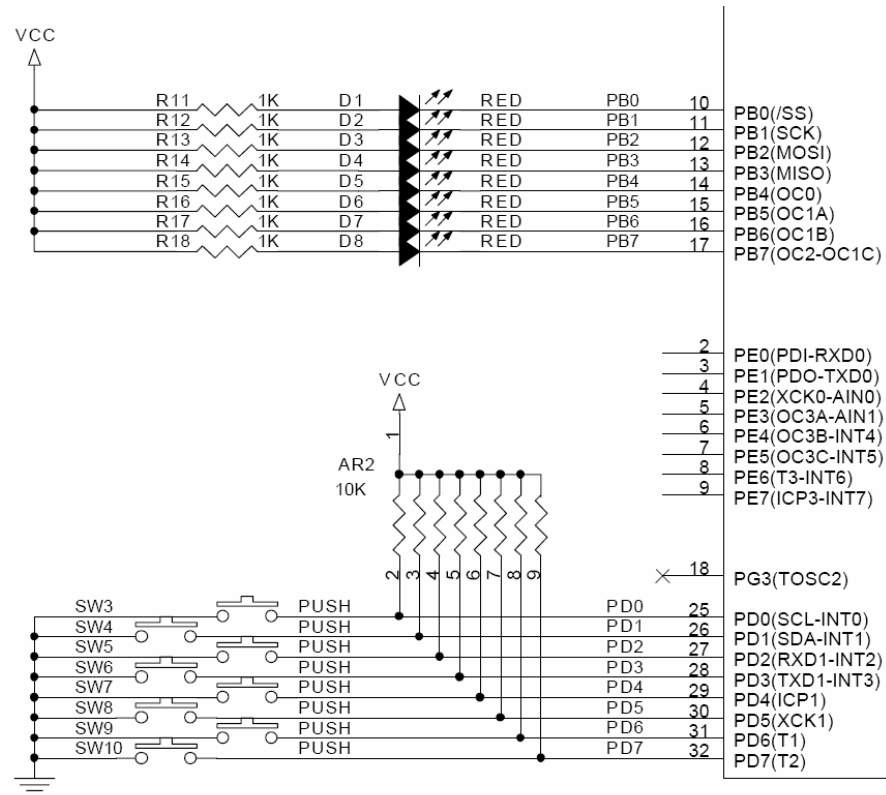 VCC
R11 1K D1 RED PB0 10 PB0(/SS)
R12 1K D2 RED PB1 11 PB1(SCK)
R13 1K D3 RED PB2 12 PB2(MOSI)
R14 1K D4 RED PB3 13 PB3(MISO)
R15 1K D5 RED PB4 14 PB4(OC0)
R16 1K D6 RED PB5 15 PB5(OC1A)
R17 1K D7 RED PB6 16 PB6(OC1B)
R18 1K D8 RED PB7 17 PB7(OC2-OC1C)
2 PE0(PDI-RXD0)
3 PE1(PDO-TXD0)
4 PE2(XCK0-AIN0)
5 PE3(OC3A-AIN1)
6 PE4(OC3B-INT4)
7 PE5(OC3C-INT5)
8 PE6(T3-INT6)
9 PE7(ICP3-INT7)
VCC
1
AR2
10K
2 3 4 5 6 7 8 9
18 PG3(TOSC2)
SW3 PUSH PD0 25 PD0(SCL-INT0)
SW4 PUSH PD1 26 PD1(SDA-INT1)
SW5 PUSH PD2 27 PD2(RXD1-INT2)
SW6 PUSH PD3 28 PD3(TXD1-INT3)
SW7 PUSH PD4 29 PD4(ICP1)
SW8 PUSH PD5 30 PD5(XCK1)
SW9 PUSH PD6 31 PD6(T1)
SW10 PUSH PD7 32 PD7(T2)